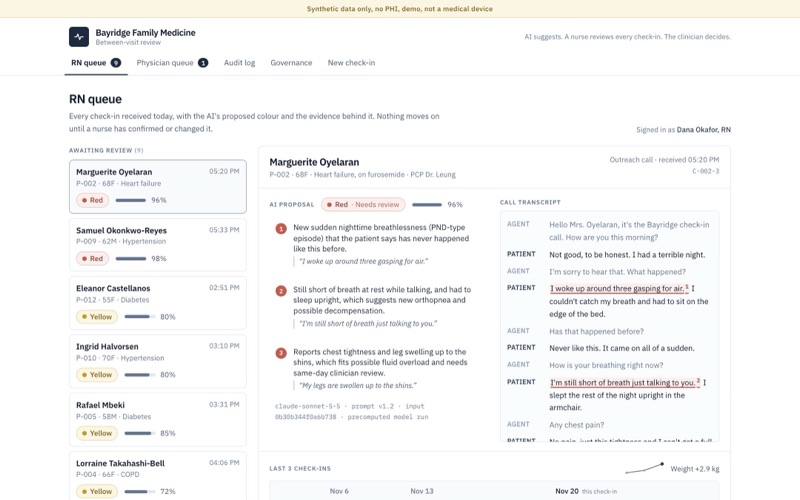 Synthetic data only, no PHI, demo, not a medical device
Bayridge Family Medicine
Between-visit review
AI suggests. A nurse reviews every check-in. The clinician decides.
RN queue 9
Physician queue 1
Audit log
Governance
New check-in
RN queue
Every check-in received today, with the AI's proposed colour and the evidence behind it. Nothing moves on
until a nurse has confirmed or changed it.
Signed in as Dana Okafor, RN
AWAITING REVIEW (9)
Marguerite Oyelaran 05:20 PM
P-002 · 68F · Heart failure
Red 96%
Samuel Okonkwo-Reyes 05:33 PM
P-009 · 62M · Hypertension
Red 98%
Eleanor Castellanos 02:51 PM
P-012 · 55F · Diabetes
Yellow 80%
Ingrid Halvorsen 03:10 PM
P-010 · 70F · Hypertension
Yellow 80%
Rafael Mbeki 03:31 PM
P-005 · 58M · Diabetes
Yellow 85%
Lorraine Takahashi-Bell 04:06 PM
P-004 · 66F · COPD
Yellow 72%
Marguerite Oyelaran
P-002 · 68F · Heart failure, on furosemide · PCP Dr. Leung
Outreach call · received 05:20 PM
C-002-3
AI PROPOSAL Red · Needs review 96%
1 New sudden nighttime breathlessness (PND-type
episode) that the patient says has never happened
like this before.
"I woke up around three gasping for air."
2 Still short of breath at rest while talking, and had to
sleep upright, which suggests new orthopnea and
possible decompensation.
"I'm still short of breath just talking to you."
3 Reports chest tightness and leg swelling up to the
shins, which fits possible fluid overload and needs
same-day clinician review.
"My legs are swollen up to the shins."
claude-sonnet-5-5 · prompt v1.2 · input
· precomputed model run
CALL TRANSCRIPT
AGENT Hello Mrs. Oyelaran, it's the Bayridge check-in
call. How are you this morning?
PATIENT Not good, to be honest. I had a terrible night.
AGENT I'm sorry to hear that. What happened?
PATIENT I woke up around three gasping for air. 1 I
couldn't catch my breath and had to sit on the
edge of the bed.
AGENT Has that happened before?
PATIENT Never like this. It came on all of a sudden.
AGENT How is your breathing right now?
PATIENT I'm still short of breath just talking to you. 2 I
slept the rest of the night upright in the
armchair.
AGENT Any chest pain?
PATIENT No pain, just this tightness and I can't get a full
LAST 3 CHECK-INS
Weight +2.9 kg
Nov 6 Nov 13 Nov 20 this check-in